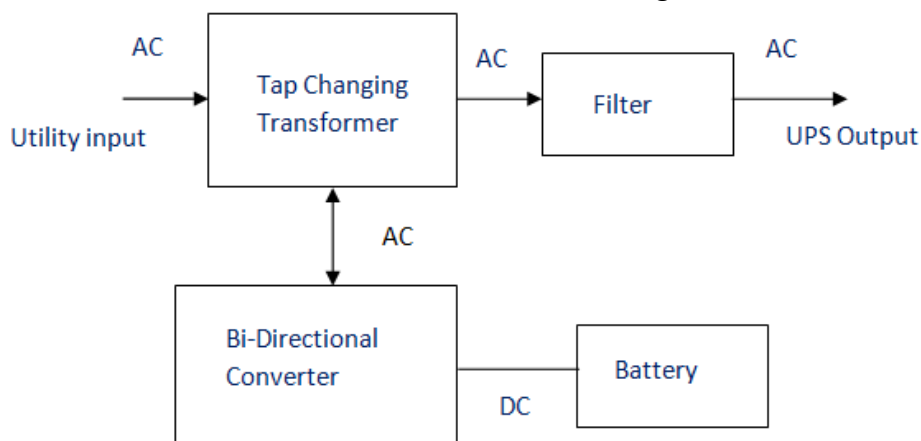 AC
AC
AC
Tap Changing
Transformer
Filter
Utility input
UPS Output
AC
Bi-Directional
Converter
Battery
DC